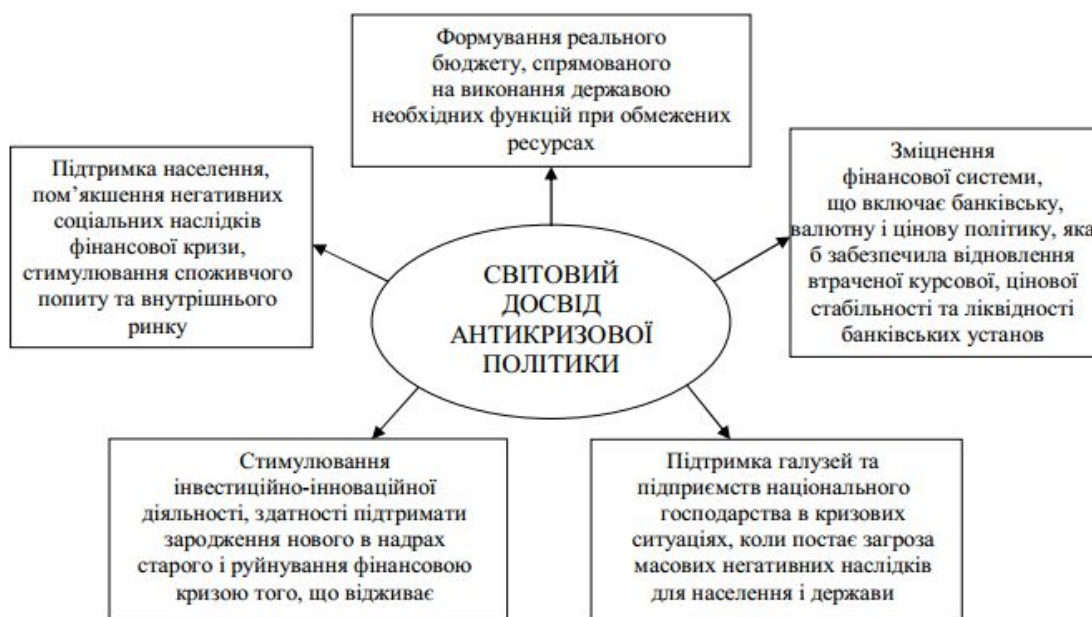 Формування реального
бюджету, спрямованого
на виконання державою
необхідних функцій при обмежених
ресурсах
Підтримка населення,
пом’якшення негативних
соціальних наслідків
фінансової кризи,
стимулювання споживчого
попиту та внутрішнього
ринку
Зміцнення
фінансової системи,
що включає банківську,
валютну і цінову політику, яка
б забезпечила відновлення
втраченої курсової, цінової
стабільності та ліквідності
банківських установ
СВІТОВИЙ
ДОСВІД
АНТИКРИЗОВОЇ
ПОЛІТИКИ
Стимулювання
інвестиційно-інноваційної
діяльності, здатності підтримати
зародження нового в надрах
старого і руйнування фінансовою
кризою того, що відживає
Підтримка галузей та
підприємств національного
господарства в кризових
ситуаціях, коли постає загроза
масових негативних наслідків
для населення і держави